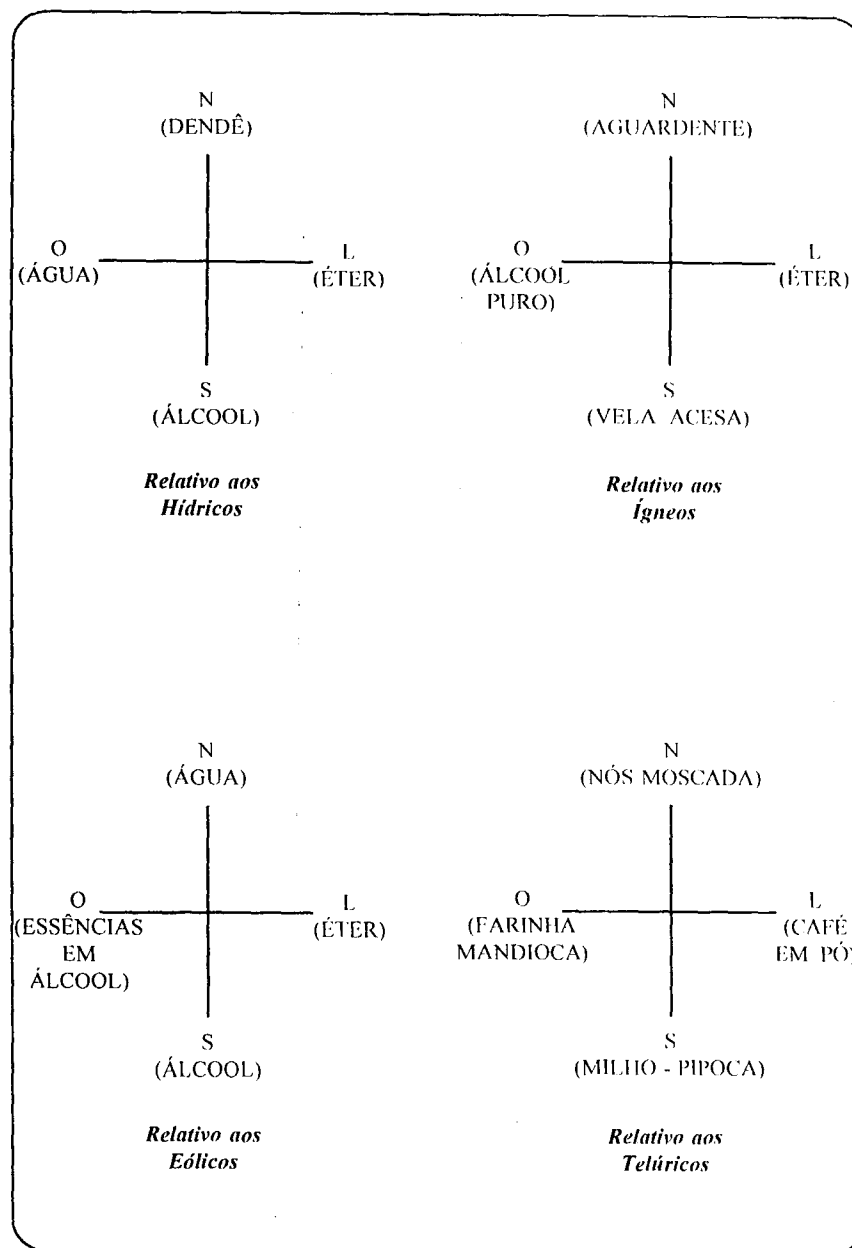 N
(DENDÊ)
O
(ÁGUA)
L
(ÉTER)
S
(ÁLCOOL)
Relativo aos
Hídricos
N
(AGUARDENTE)
O
(ÁLCOOL
PURO)
L
(ÉTER)
S
(VELA ACESA)
Relativo aos
Ígneos
N
(ÁGUA)
O
(ESSÊNCIAS
EM
ÁLCOOL)
L
(ÉTER)
S
(ÁLCOOL)
Relativo aos
Eólicos
N
(NÓS MOSCADA)
O
(FARINHA
MANDIOCA)
L
(CAFÉ
EM PÓ)
S
(MILHO - PIPOCA)
Relativo aos
Telúricos